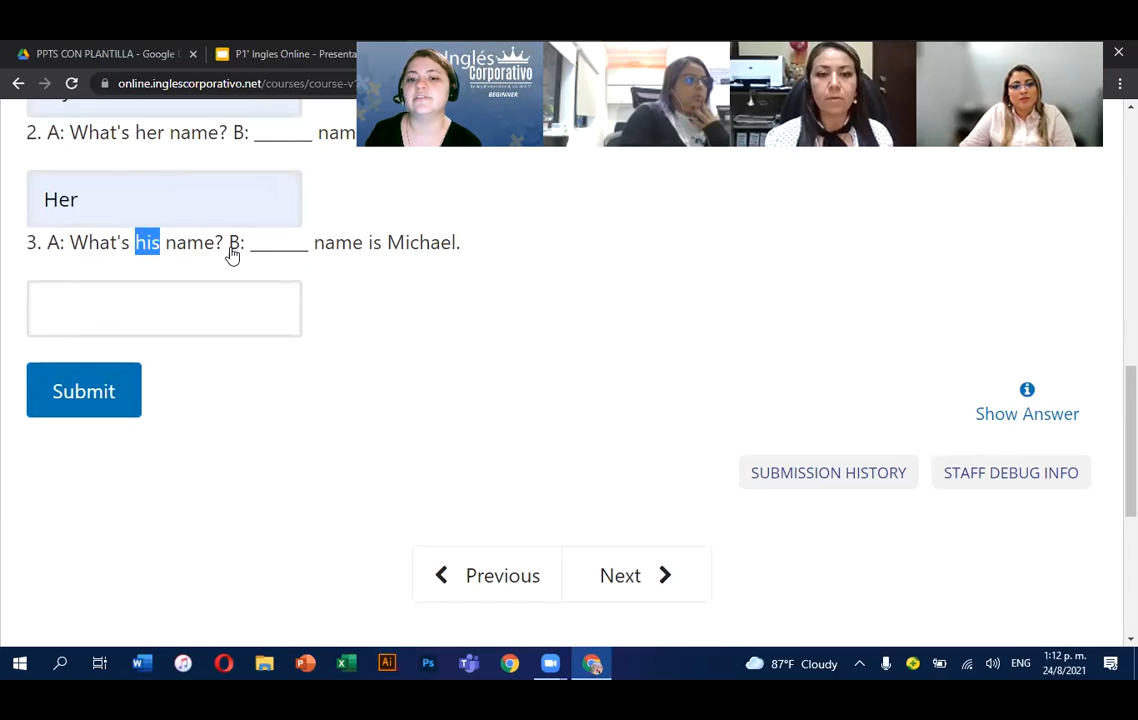 PPTS CON PLANTILLA - Google
P1' Ingles Online - Presenta
online.inglescorporativo.net/courses/course-v
Inglés
Corporativo
BEGINNER
2. A: What's her name? B: ______ nam
Her
3. A: What's his name? B: ______ name is Michael.
Submit
Show Answer
SUBMISSION HISTORY
STAFF DEBUG INFO
Previous
Next
87°F Cloudy
ENG
1:12 p. m.
24/8/2021